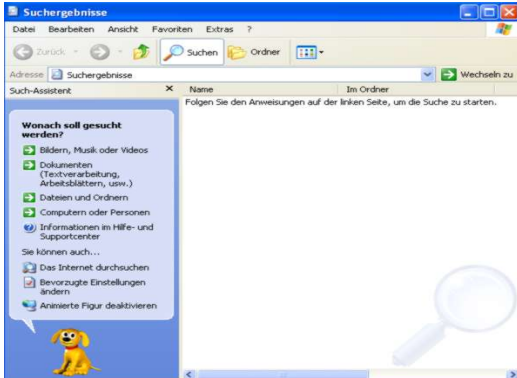 Suchergebnisse
Datei Bearbeiten Ansicht Favoriten Extras ?
Zurück Suchen Ordner
Adresse Suchergebnisse Wechseln zu
Such-Assistent Name Im Ordner
Folgen Sie den Anweisungen auf der linken Seite, um die Suche zu starten.
Wonach soll gesucht
werden?
Bildern, Musik oder Videos
Dokumenten
(Textverarbeitung,
Arbeitsblättern, usw.)
Dateien und Ordnern
Computern oder Personen
Informationen im Hilfe- und
Supportcenter
Sie können auch...
Das Internet durchsuchen
Bevorzugte Einstellungen
ändern
Animierte Figur deaktivieren